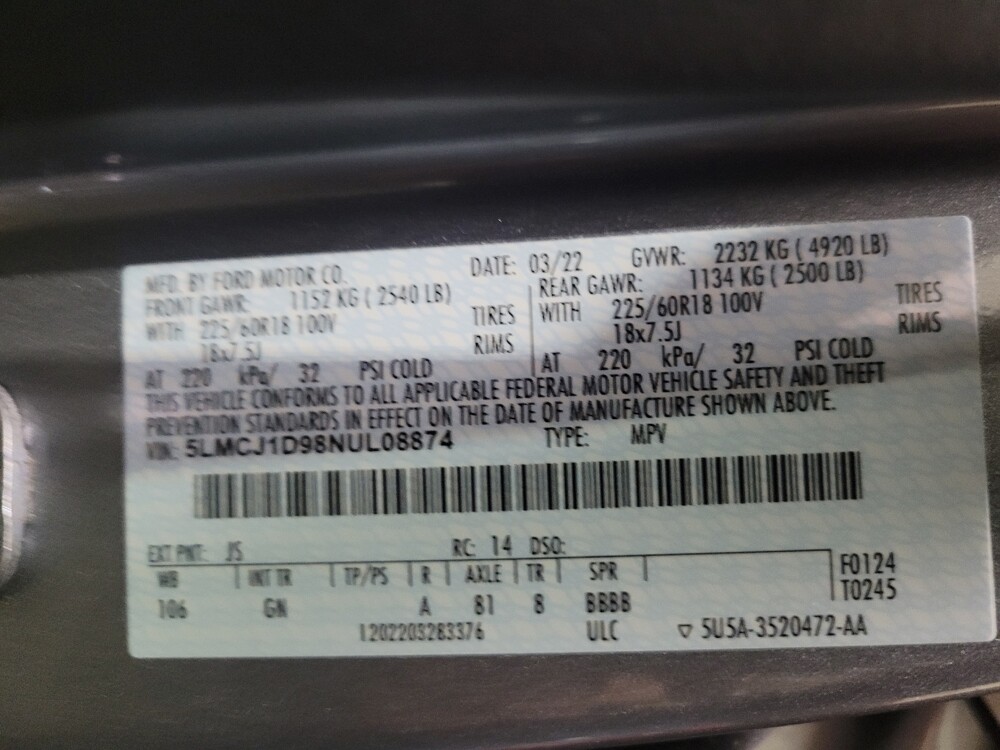 MFD. BY FORD MOTOR CO. DATE: 03/22 GVWR: 2232 KG ( 4920 LB)
FRONT GAWR: 1152 KG ( 2540 LB) REAR GAWR: 1134 KG ( 2500 LB)
WITH 225/60R18 100V TIRES WITH 225/60R18 100V TIRES
18x7.5J RIMS 18x7.5J RIMS
AT 220 kPa/ 32 PSI COLD AT 220 kPa/ 32 PSI COLD
THIS VEHICLE CONFORMS TO ALL APPLICABLE FEDERAL MOTOR VEHICLE SAFETY AND THEFT
PREVENTION STANDARDS IN EFFECT ON THE DATE OF MANUFACTURE SHOWN ABOVE.
VIN: 5LMCJ1D98NUL08874 TYPE: MPV
EXT PNT: JS RC: 14 DSO:
WB INT TR TP/PS R AXLE TR SPR F0124
106 GN A 81 8 BBBB T0245
1202203283376 ULC ▽ 5U5A-3520472-AA